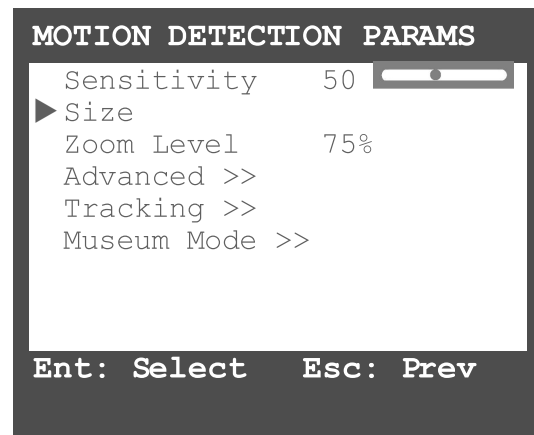 MOTION DETECTION PARAMS
Sensitivity 50
Size
Zoom Level 75%
Advanced >>
Tracking >>
Museum Mode >>
Ent: Select Esc: Prev